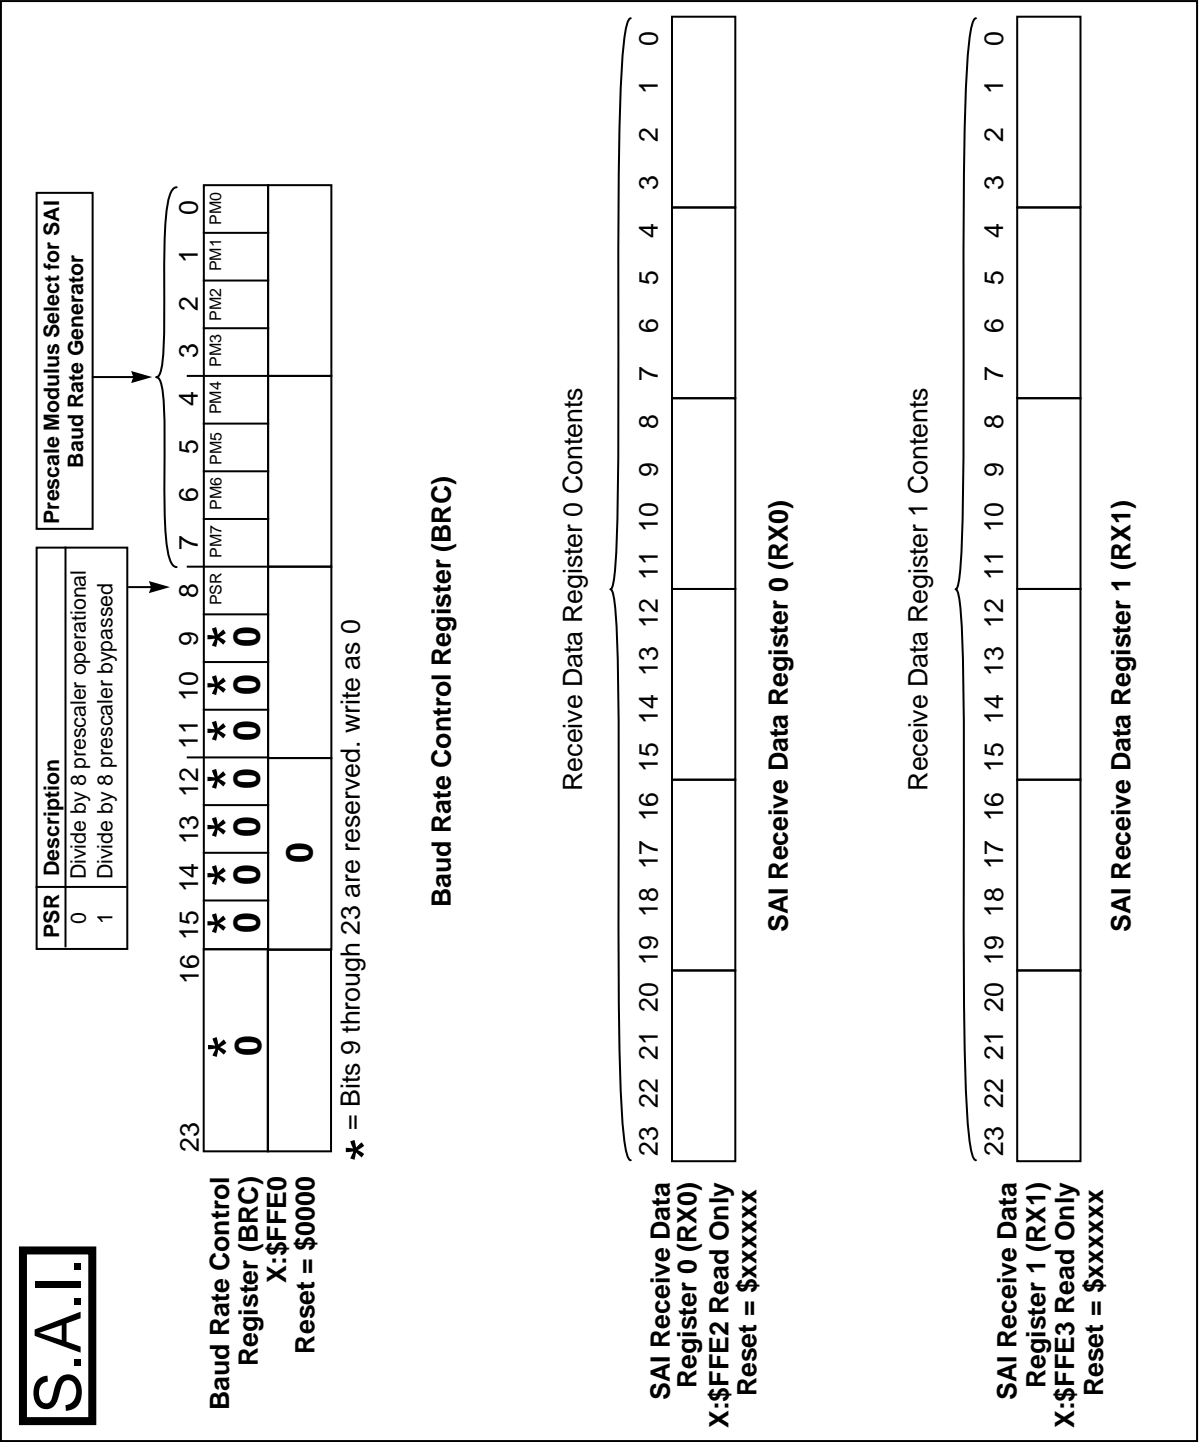 S.A.I.
PSR Description
0 Divide by 8 prescaler operational
1 Divide by 8 prescaler bypassed
Prescale Modulus Select for SAI
Baud Rate Generator
Baud Rate Control
Register (BRC)
X:$FFE0
Reset = $0000
23 16 15 14 13 12 11 10 9 8 7 6 5 4 3 2 1 0
* * * * * * * * PSR PM7 PM6 PM5 PM4 PM3 PM2 PM1 PM0
0 0 0 0 0 0 0 0
0
* = Bits 9 through 23 are reserved. write as 0
Baud Rate Control Register (BRC)
Receive Data Register 0 Contents
SAI Receive Data
Register 0 (RX0)
X:$FFE2 Read Only
Reset = $xxxxxx
23 22 21 20 19 18 17 16 15 14 13 12 11 10 9 8 7 6 5 4 3 2 1 0
SAI Receive Data Register 0 (RX0)
Receive Data Register 1 Contents
SAI Receive Data
Register 1 (RX1)
X:$FFE3 Read Only
Reset = $xxxxxx
23 22 21 20 19 18 17 16 15 14 13 12 11 10 9 8 7 6 5 4 3 2 1 0
SAI Receive Data Register 1 (RX1)